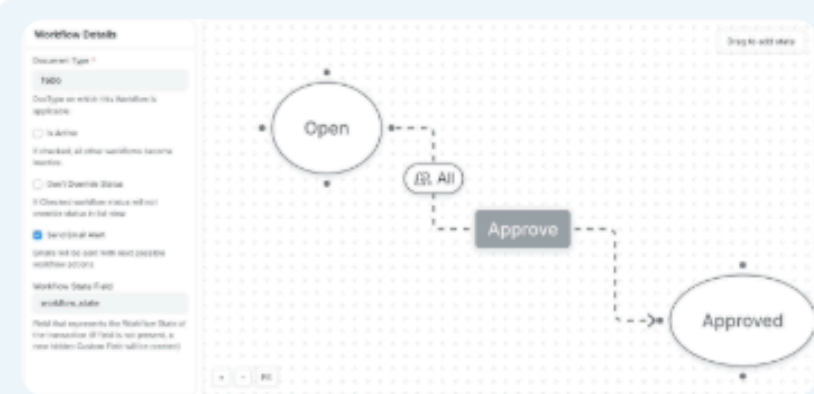 Workflow Details
Document Type *
ToDo
DocType on which this Workflow is
applicable.
Is Active
If checked, all other workflows become
inactive.
Don't Override Status
If Checked workflow status will not
override status in list view
Send Email Alert
Emails will be sent with next possible
workflow actions
Workflow State Field
workflow_state
Field that represents the Workflow State of
the transaction (if field is not present, a
new hidden Custom Field will be created)
Drag to add state
Open
All
Approve
Approved
+ -